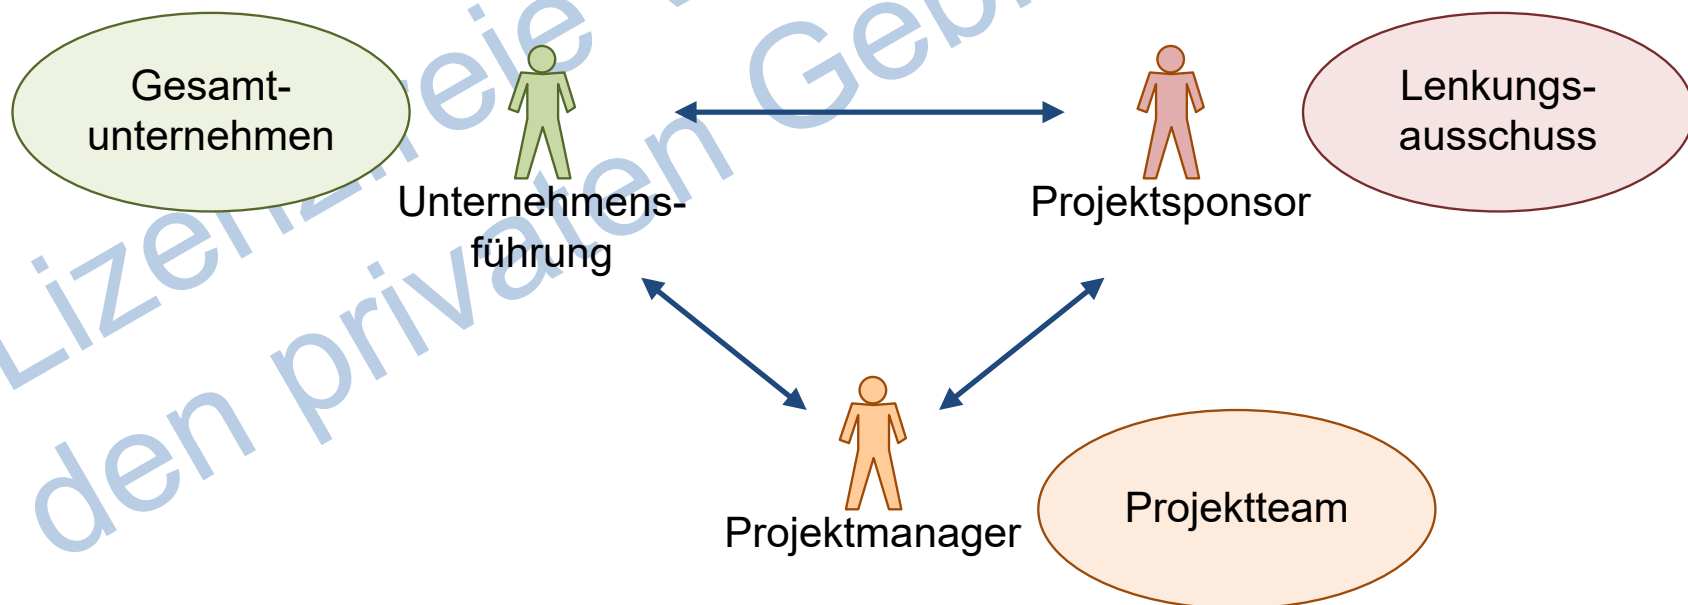 Gesamt-
unternehmen
Unternehmens-
führung
Projektsponsor
Lenkungs-
ausschuss
Projektmanager
Projektteam
Lizenzfreie
den privaten Geb